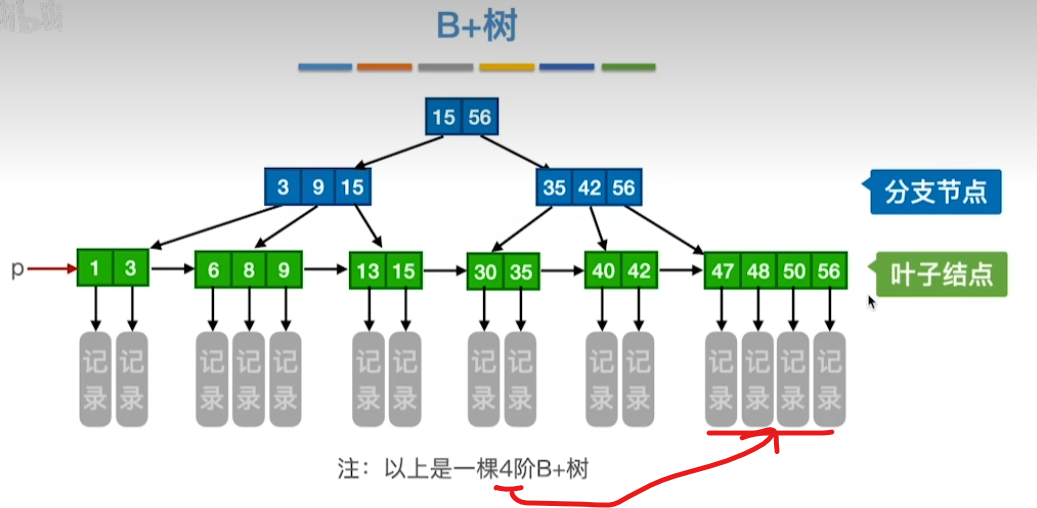 B+树
15 56
3 9 15
35 42 56
分支节点
p
1 3
6 8 9
13 15
30 35
40 42
47 48 50 56
叶子结点
记录 记录 记录 记录 记录 记录 记录 记录 记录 记录 记录 记录 记录 记录 记录
注：以上是一棵4阶B+树